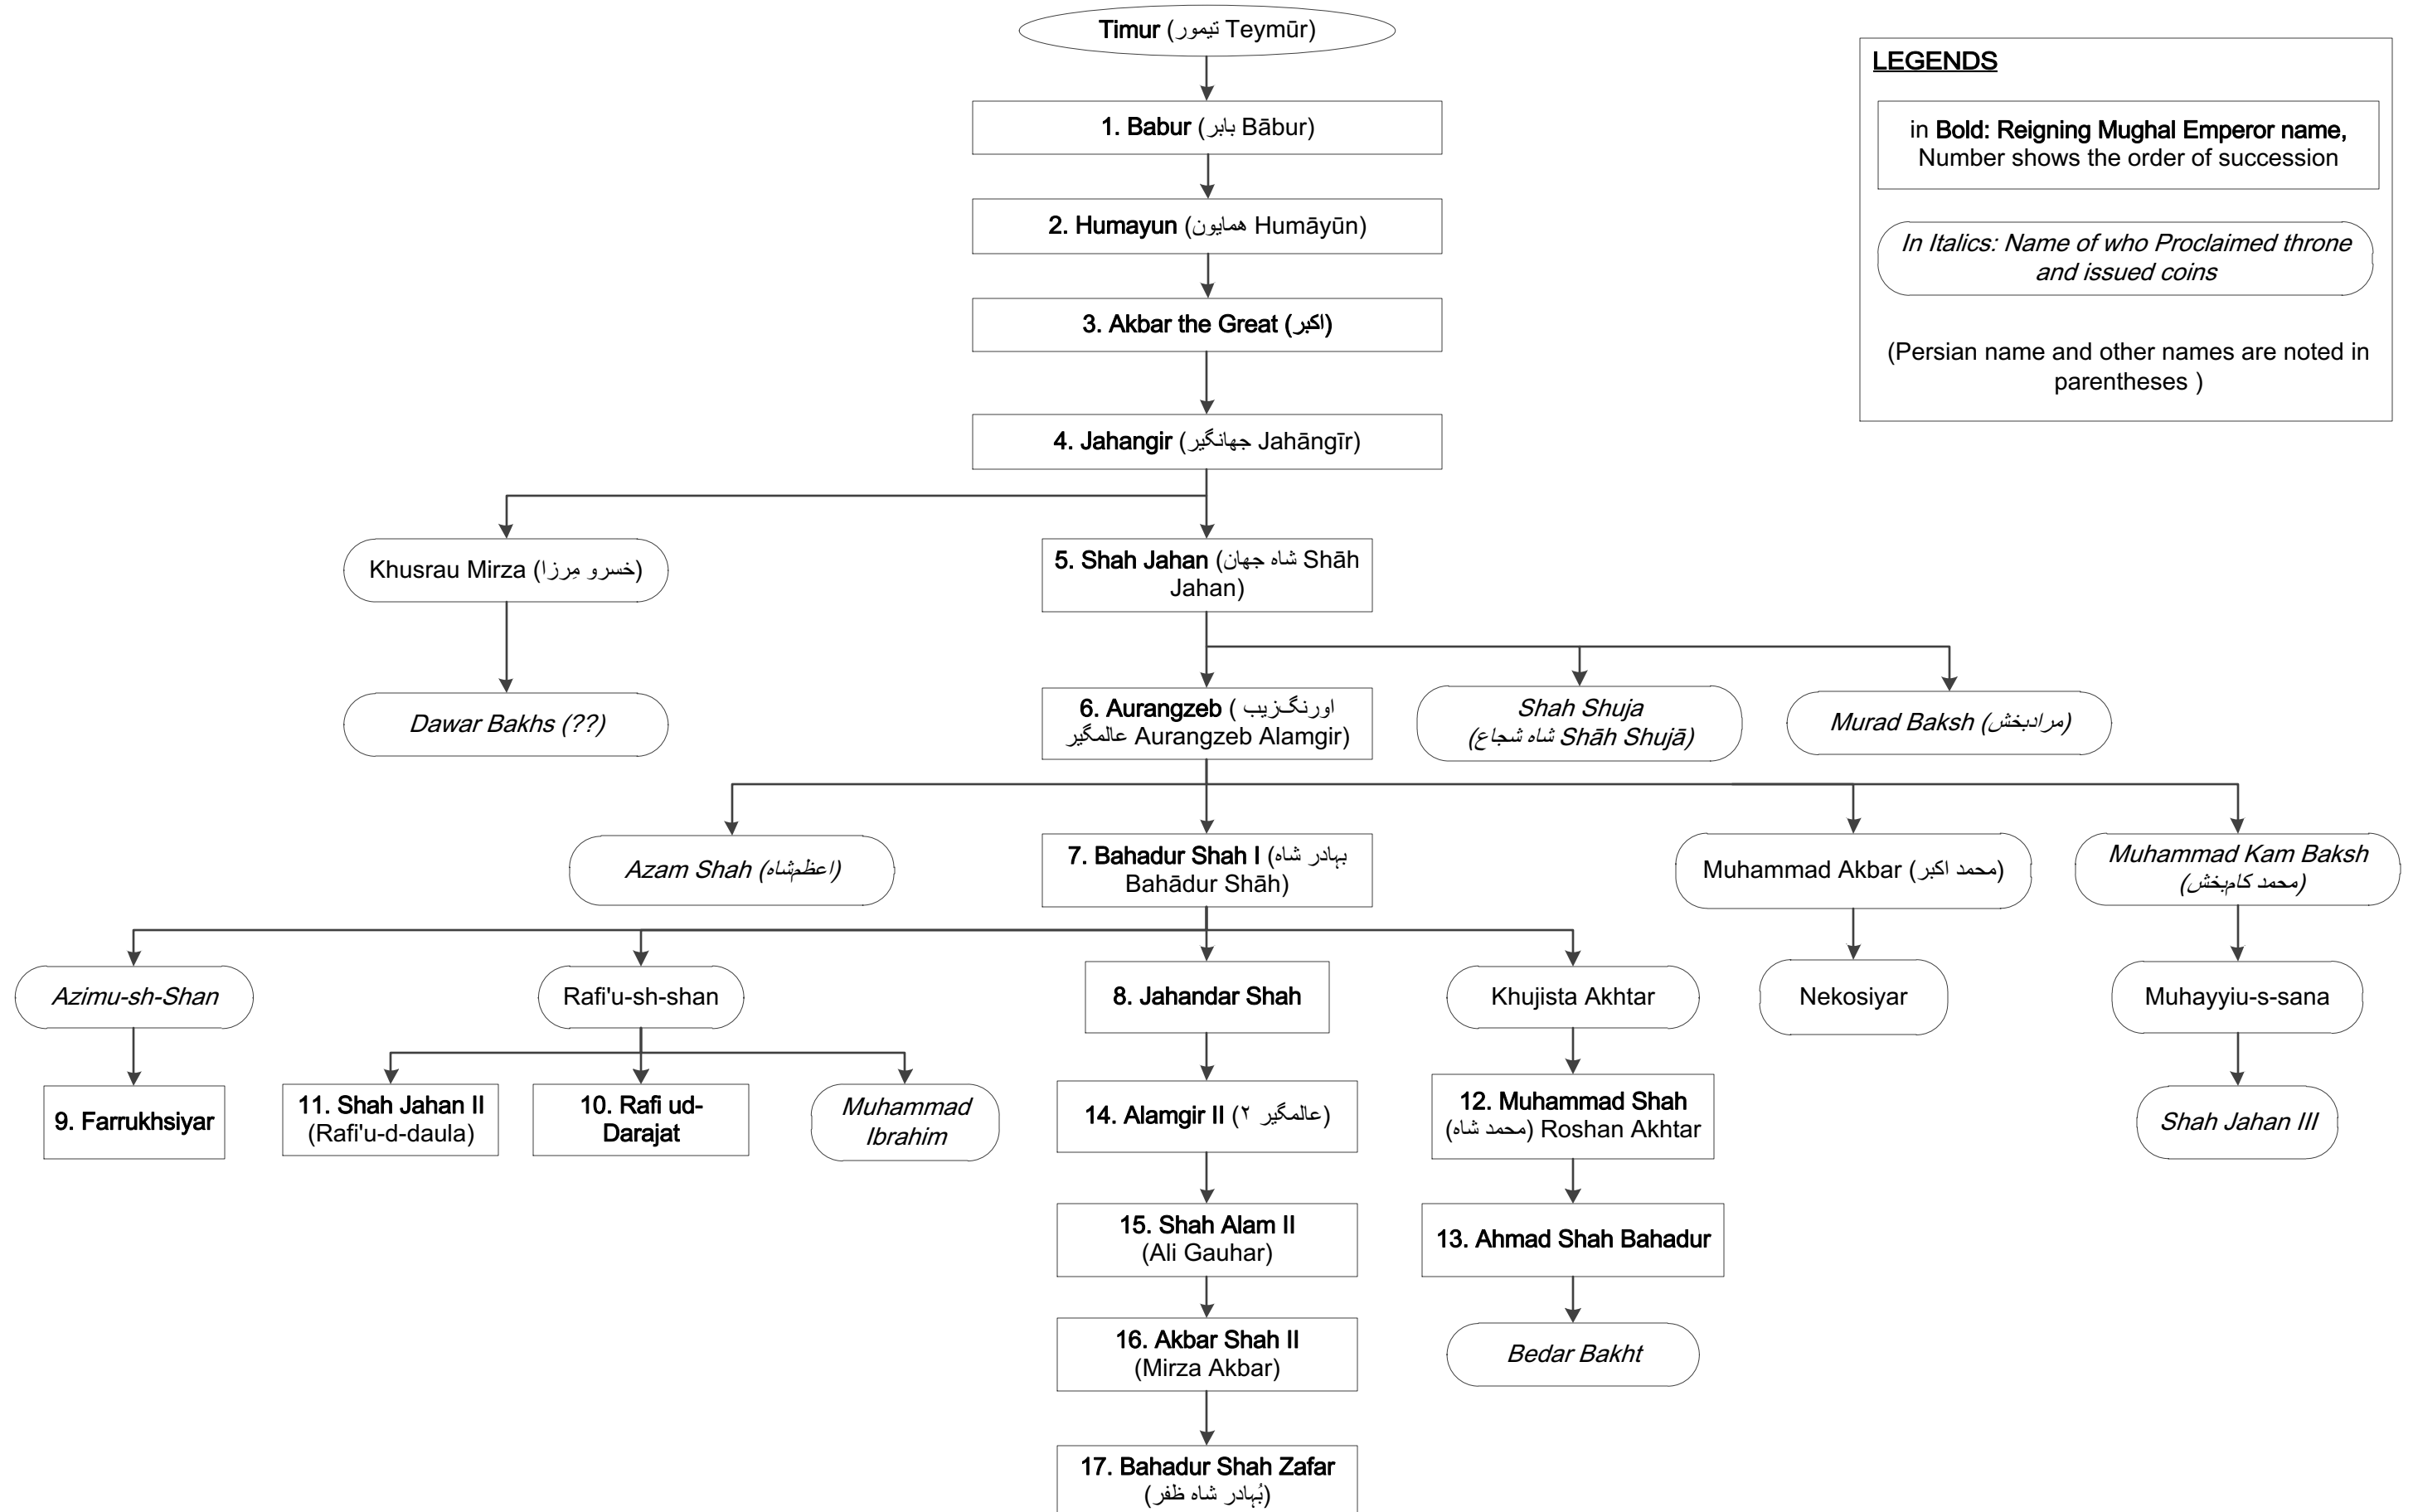 Timur (تیمور Teymūr)
LEGENDS
in Bold: Reigning Mughal Emperor name,
Number shows the order of succession
In Italics: Name of who Proclaimed throne
and issued coins
(Persian name and other names are noted in
parentheses )
1. Babur (بابر Bābur)
2. Humayun (همایون Humāyūn)
3. Akbar the Great (اکبر)
4. Jahangir (جهانگیر Jahāngīr)
Khusrau Mirza (خسرو مِرزا)
5. Shah Jahan (شاه جهان Shāh
Jahan)
Dawar Bakhs (??)
6. Aurangzeb ( اورنگ‌زیب
عالمگیر Aurangzeb Alamgir)
Shah Shuja
(شاه شجاع Shāh Shujā)
Murad Baksh (مرادبخش)
Azam Shah (اعظم‌شاه)
7. Bahadur Shah I (بہادر شاہ
Bahādur Shāh)
Muhammad Akbar (محمد اکبر)
Muhammad Kam Baksh
(محمد کام‌بخش)
Azimu-sh-Shan
Rafi'u-sh-shan
8. Jahandar Shah
Khujista Akhtar
Nekosiyar
Muhayyiu-s-sana
9. Farrukhsiyar
11. Shah Jahan II
(Rafi'u-d-daula)
10. Rafi ud-
Darajat
Muhammad
Ibrahim
14. Alamgir II (عالمگیر ۲)
12. Muhammad Shah
(محمد شاه) Roshan Akhtar
Shah Jahan III
15. Shah Alam II
(Ali Gauhar)
13. Ahmad Shah Bahadur
16. Akbar Shah II
(Mirza Akbar)
Bedar Bakht
17. Bahadur Shah Zafar
(بُہادر شاه ظفر)